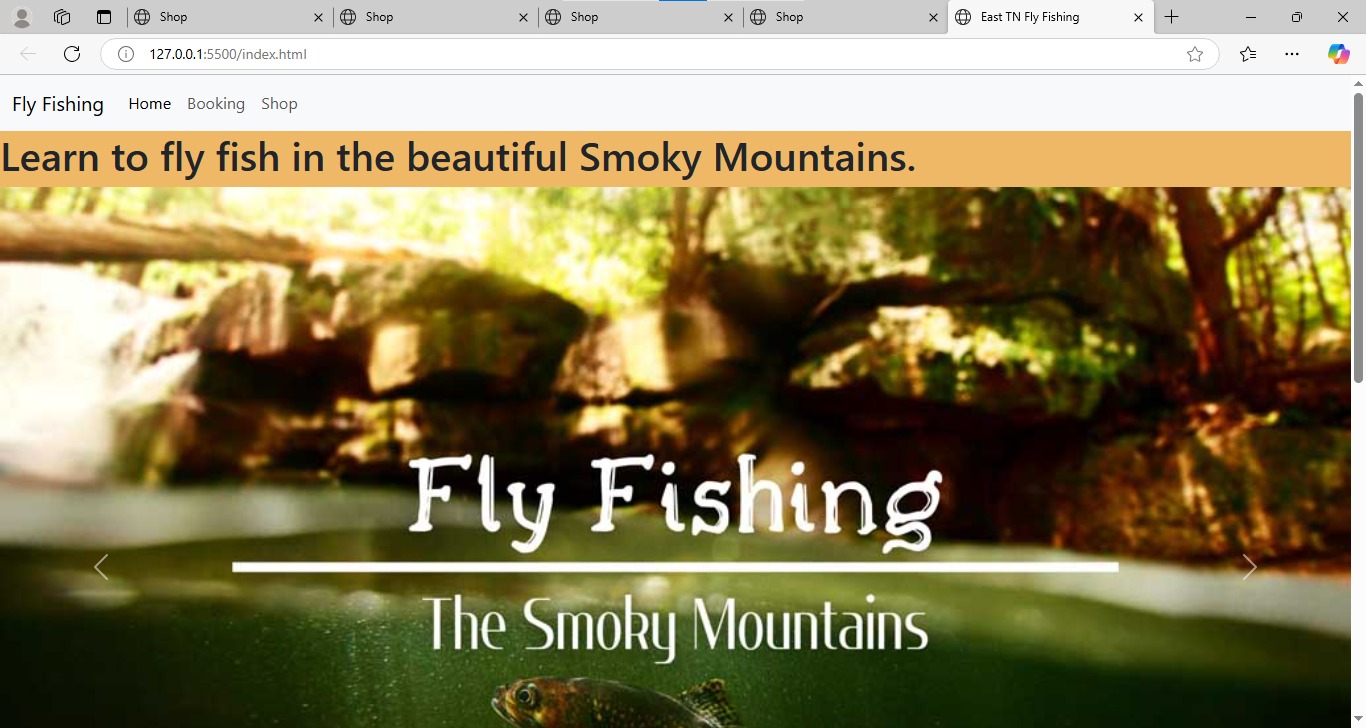 Shop
Shop
Shop
Shop
East TN Fly Fishing
127.0.0.1:5500/index.html
Fly Fishing Home Booking Shop
Learn to fly fish in the beautiful Smoky Mountains.
Fly Fishing
The Smoky Mountains